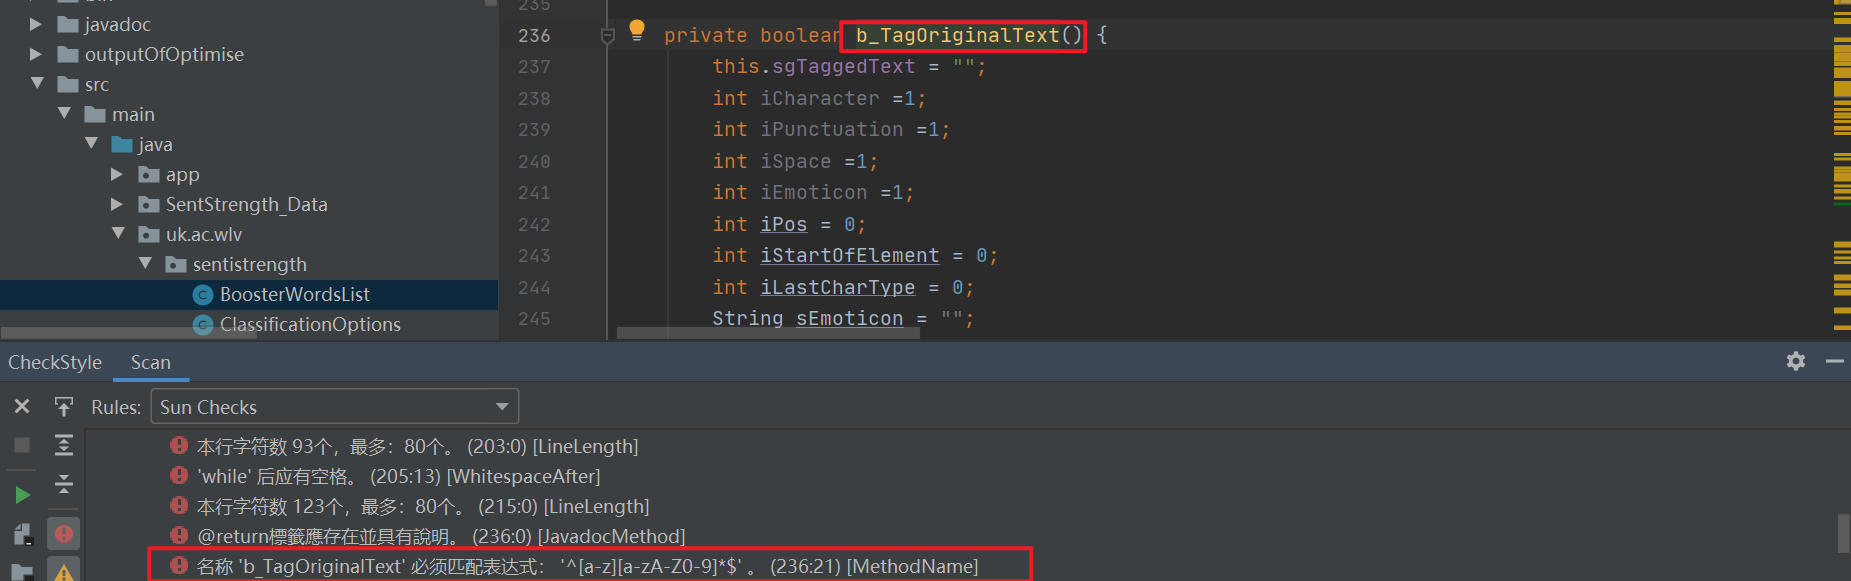 bin
javadoc
outputOfOptimise
src
main
java
app
SentStrength_Data
uk.ac.wlv
sentistrength
BoosterWordsList
ClassificationOptions
235
236 private boolean b_TagOriginalText() {
237 this.sgTaggedText = "";
238 int iCharacter =1;
239 int iPunctuation =1;
240 int iSpace =1;
241 int iEmoticon =1;
242 int iPos = 0;
243 int iStartOfElement = 0;
244 int iLastCharType = 0;
245 String sEmoticon = "";
CheckStyle Scan
Rules: Sun Checks
本行字符数 93个，最多：80个。 (203:0) [LineLength]
'while' 后应有空格。 (205:13) [WhitespaceAfter]
本行字符数 123个，最多：80个。 (215:0) [LineLength]
@return標籤應存在並具有說明。 (236:0) [JavadocMethod]
名称 'b_TagOriginalText' 必须匹配表达式： '^[a-z][a-zA-Z0-9]*$' 。 (236:21) [MethodName]